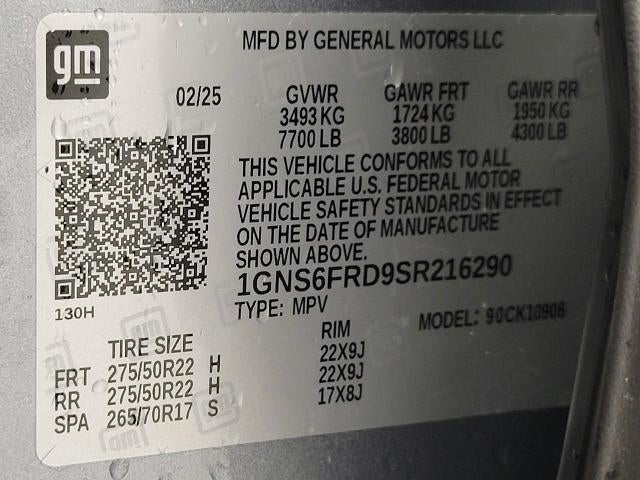 gm
MFD BY GENERAL MOTORS LLC
02/25 GVWR GAWR FRT GAWR RR
3493 KG 1724 KG 1950 KG
7700 LB 3800 LB 4300 LB
THIS VEHICLE CONFORMS TO ALL
APPLICABLE U.S. FEDERAL MOTOR
VEHICLE SAFETY STANDARDS IN EFFECT
ON THE DATE OF MANUFACTURE
SHOWN ABOVE.
1GNS6FRD9SR216290
130H TYPE: MPV MODEL: 90CK10906
TIRE SIZE RIM
FRT 275/50R22 H 22X9J
RR 275/50R22 H 22X9J
SPA 265/70R17 S 17X8J